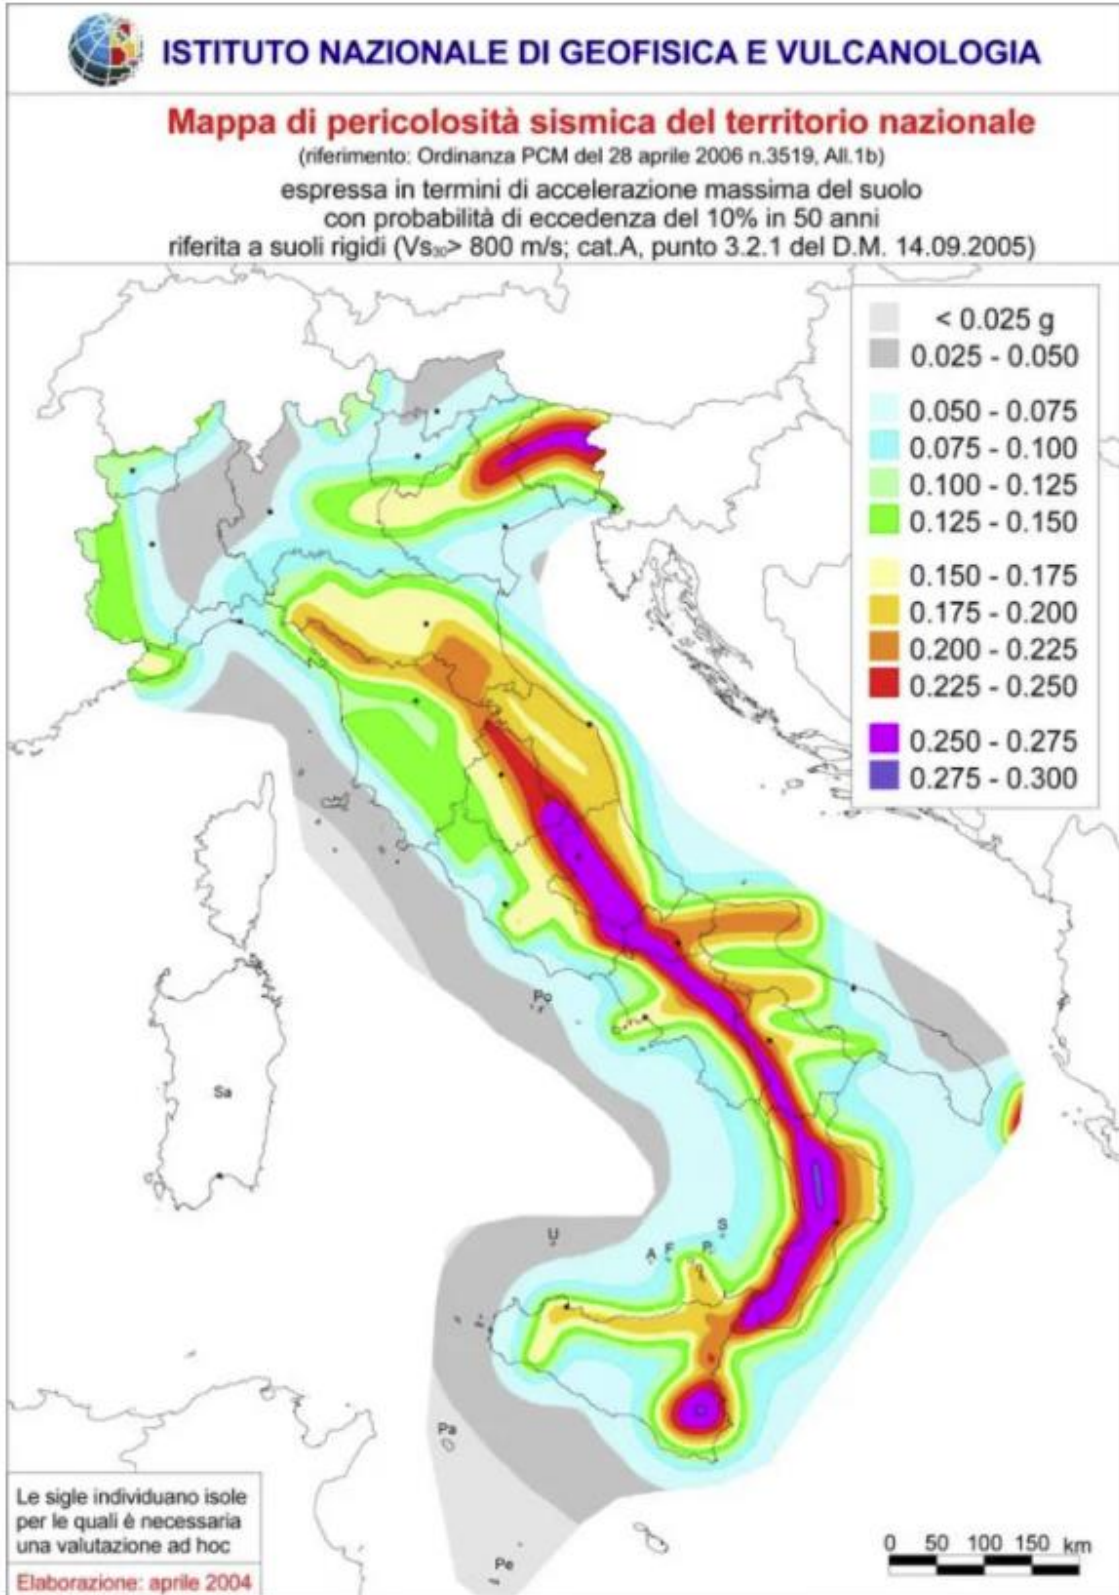 ISTITUTO NAZIONALE DI GEOFISICA E VULCANOLOGIA
Mappa di pericolosità sismica del territorio nazionale
(riferimento: Ordinanza PCM del 28 aprile 2006 n.3519, All.1b)
espressa in termini di accelerazione massima del suolo
con probabilità di eccedenza del 10% in 50 anni
riferita a suoli rigidi (Vs₃₀> 800 m/s; cat.A, punto 3.2.1 del D.M. 14.09.2005)
< 0.025 g
0.025 - 0.050
0.050 - 0.075
0.075 - 0.100
0.100 - 0.125
0.125 - 0.150
0.150 - 0.175
0.175 - 0.200
0.200 - 0.225
0.225 - 0.250
0.250 - 0.275
0.275 - 0.300
Po
Sa
U
A
F
P
S
Pa
Pe
Le sigle individuano isole
per le quali è necessaria
una valutazione ad hoc
Elaborazione: aprile 2004
0 50 100 150 km